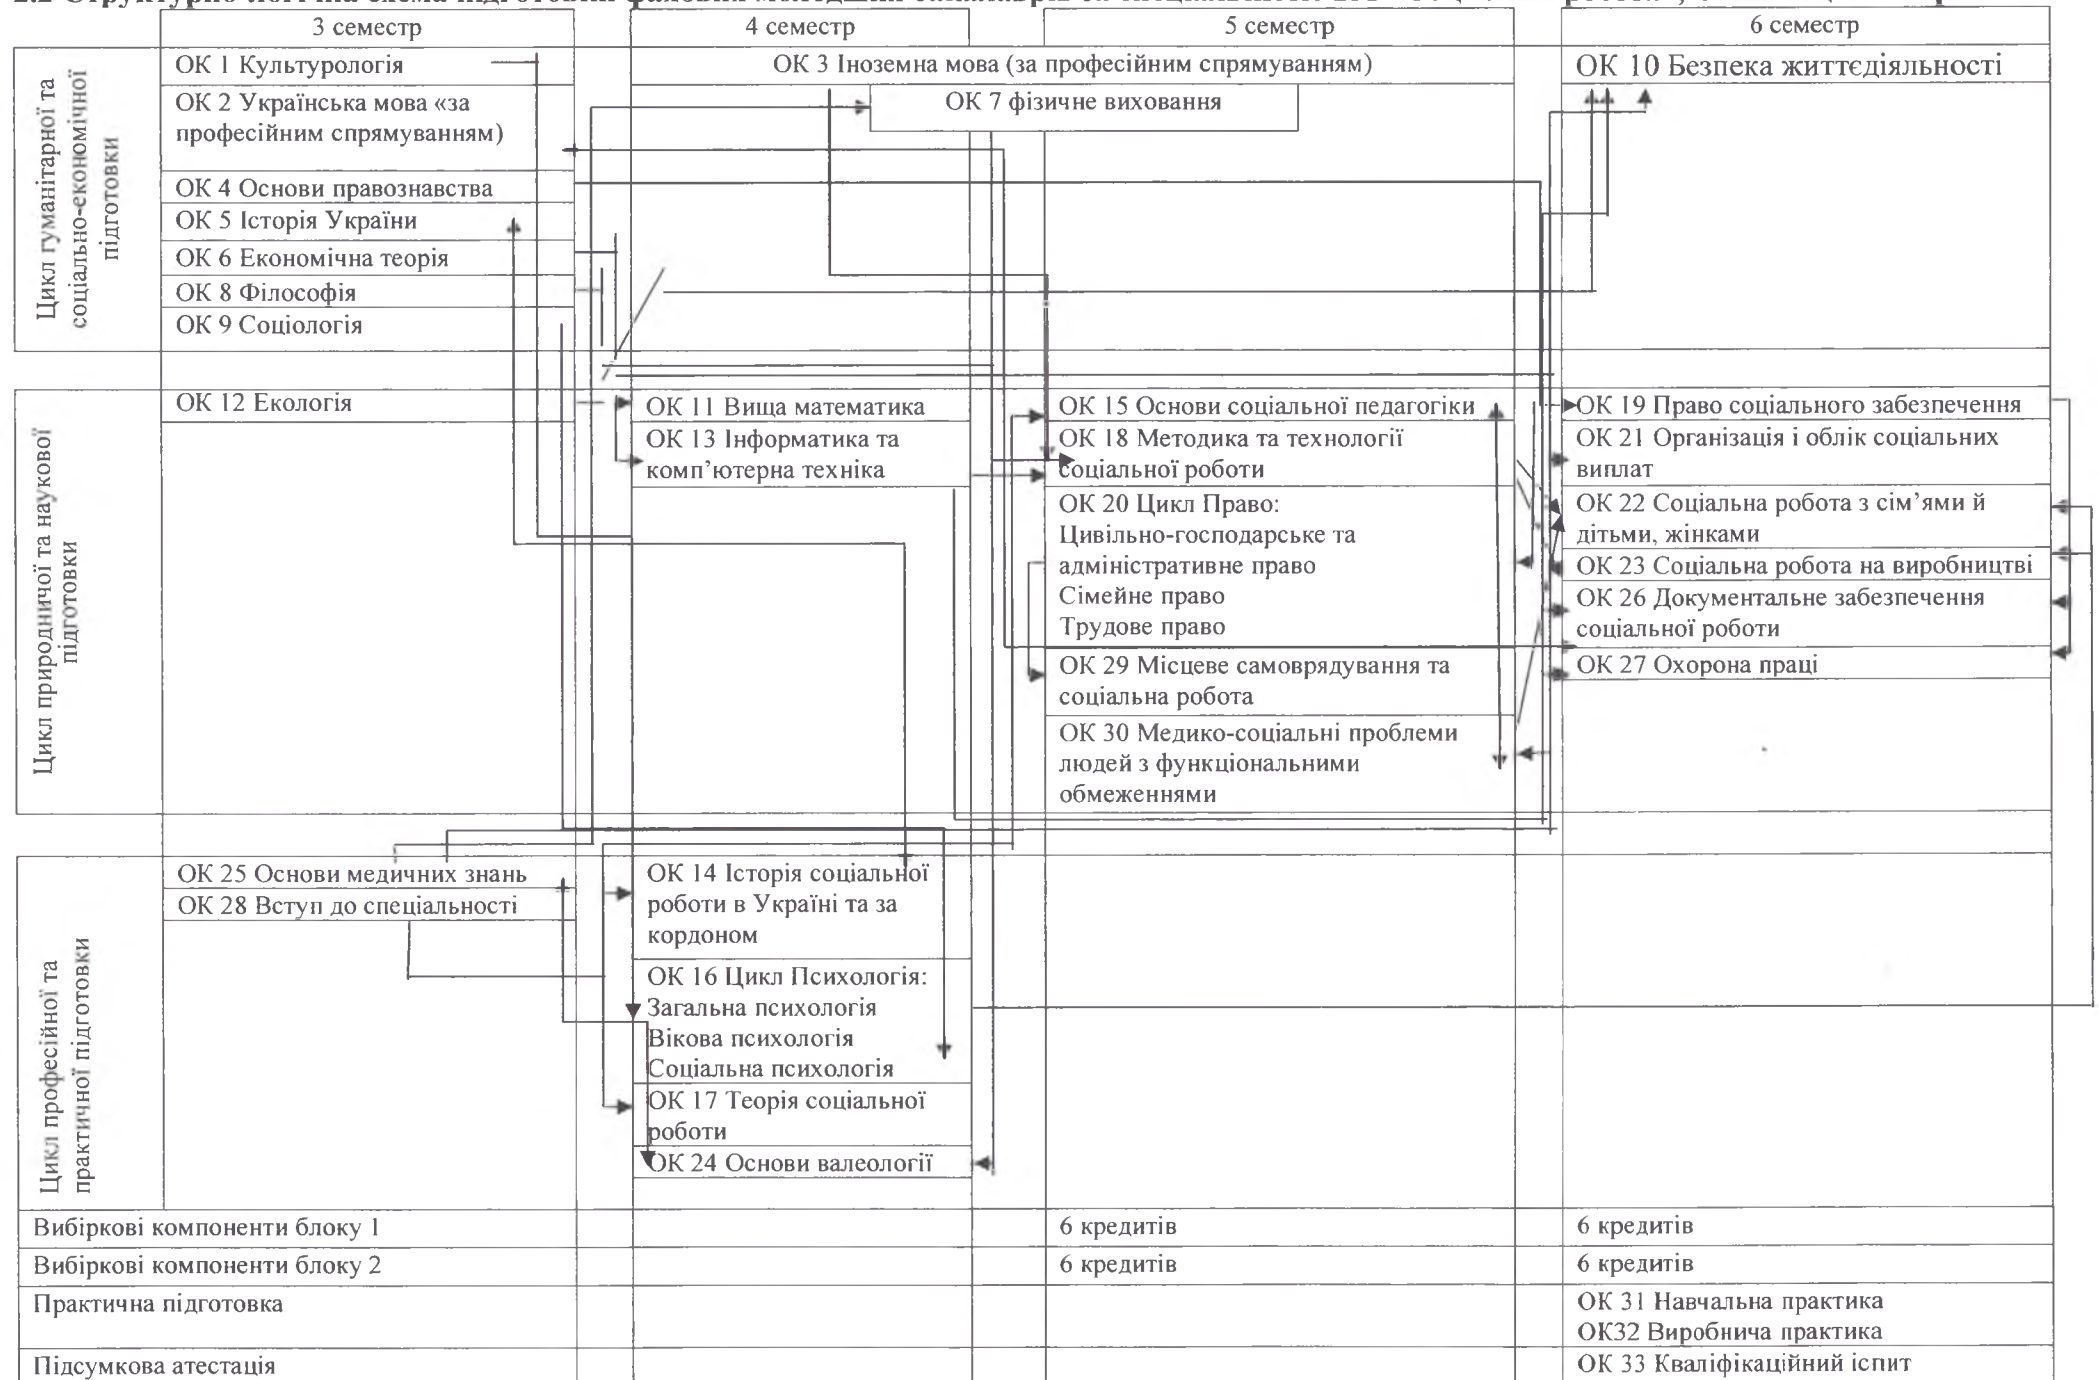 3 семестр
4 семестр
5 семестр
6 семестр
Цикл гуманітарної та
соціально-економічної
підготовки
ОК 1 Культурологія
ОК 3 Іноземна мова (за професійним спрямуванням)
ОК 10 Безпека життєдіяльності
ОК 2 Українська мова «за
професійним спрямуванням)
ОК 7 фізичне виховання
ОК 4 Основи правознавства
ОК 5 Історія України
ОК 6 Економічна теорія
ОК 8 Філософія
ОК 9 Соціологія
Цикл природничої та наукової
підготовки
ОК 12 Екологія
ОК 11 Вища математика
ОК 13 Інформатика та
комп’ютерна техніка
ОК 15 Основи соціальної педагогіки
ОК 18 Методика та технології
соціальної роботи
ОК 20 Цикл Право:
Цивільно-господарське та
адміністративне право
Сімейне право
Трудове право
ОК 29 Місцеве самоврядування та
соціальна робота
ОК 30 Медико-соціальні проблеми
людей з функціональними
обмеженнями
ОК 19 Право соціального забезпечення
ОК 21 Організація і облік соціальних
виплат
ОК 22 Соціальна робота з сім’ями й
дітьми, жінками
ОК 23 Соціальна робота на виробництві
ОК 26 Документальне забезпечення
соціальної роботи
ОК 27 Охорона праці
Цикл професійної та
практичної підготовки
ОК 25 Основи медичних знань
ОК 28 Вступ до спеціальності
ОК 14 Історія соціальної
роботи в Україні та за
кордоном
ОК 16 Цикл Психологія:
Загальна психологія
Вікова психологія
Соціальна психологія
ОК 17 Теорія соціальної
роботи
ОК 24 Основи валеології
Вибіркові компоненти блоку 1
6 кредитів
6 кредитів
Вибіркові компоненти блоку 2
6 кредитів
6 кредитів
Практична підготовка
ОК 31 Навчальна практика
ОК32 Виробнича практика
Підсумкова атестація
ОК 33 Кваліфікаційний іспит